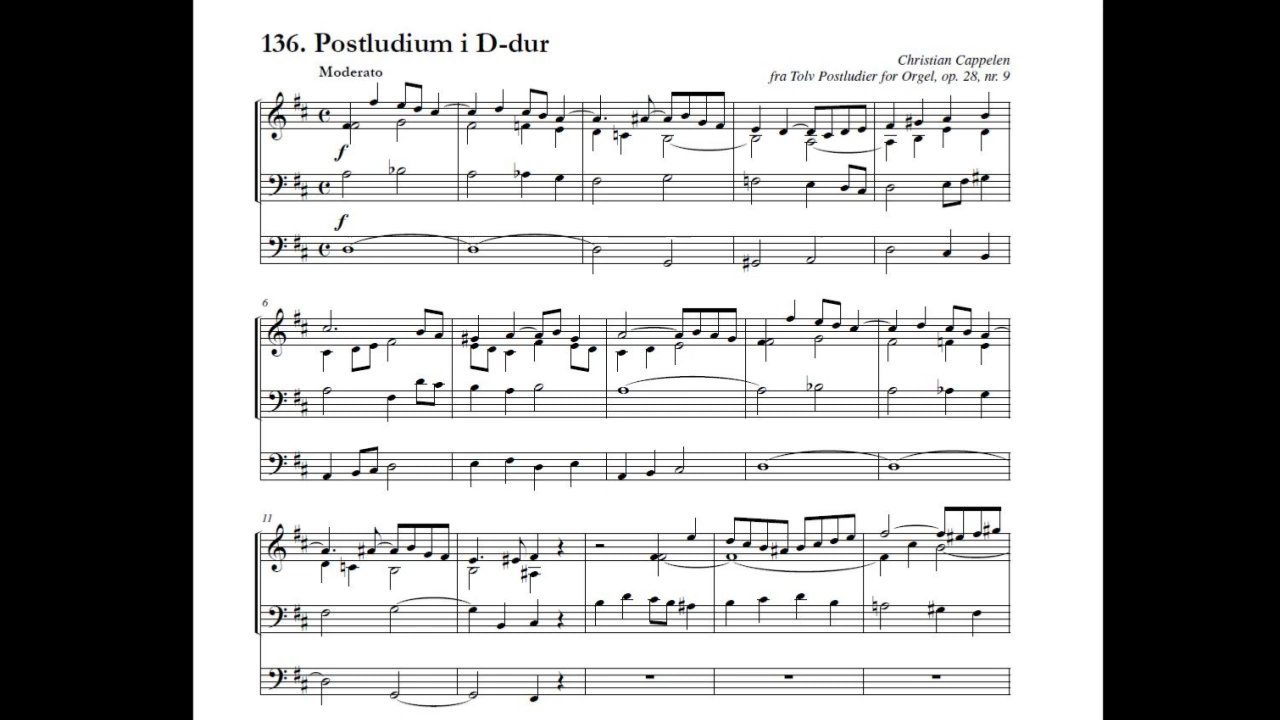 136. Postludium i D-dur
Christian Cappelen
Moderato
fra Tolv Postludier for Orgel, op. 28, nr. 9
f
f
6
11